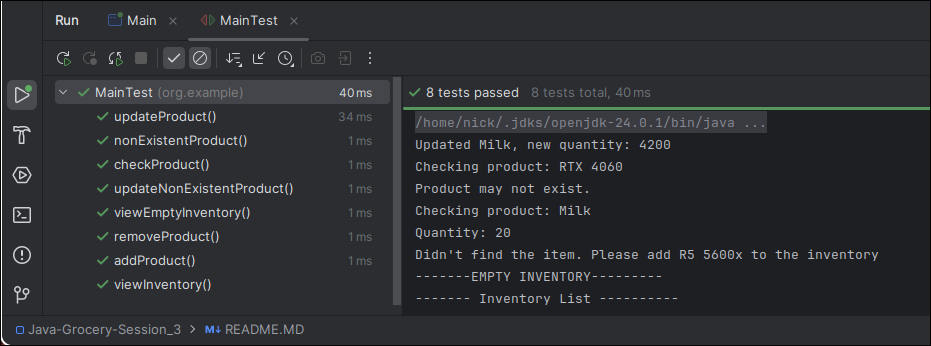 Run Main MainTest
MainTest (org.example) 40 ms
updateProduct() 34 ms
nonExistentProduct() 1 ms
checkProduct() 1 ms
updateNonExistentProduct() 1 ms
viewEmptyInventory() 1 ms
removeProduct() 1 ms
addProduct() 1 ms
viewInventory()
8 tests passed 8 tests total, 40 ms
/home/nick/.jdks/openjdk-24.0.1/bin/java ...
Updated Milk, new quantity: 4200
Checking product: RTX 4060
Product may not exist.
Checking product: Milk
Quantity: 20
Didn't find the item. Please add R5 5600x to the inventory
-------EMPTY INVENTORY---------
------- Inventory List ----------
Java-Grocery-Session_3 > M↓ README.MD